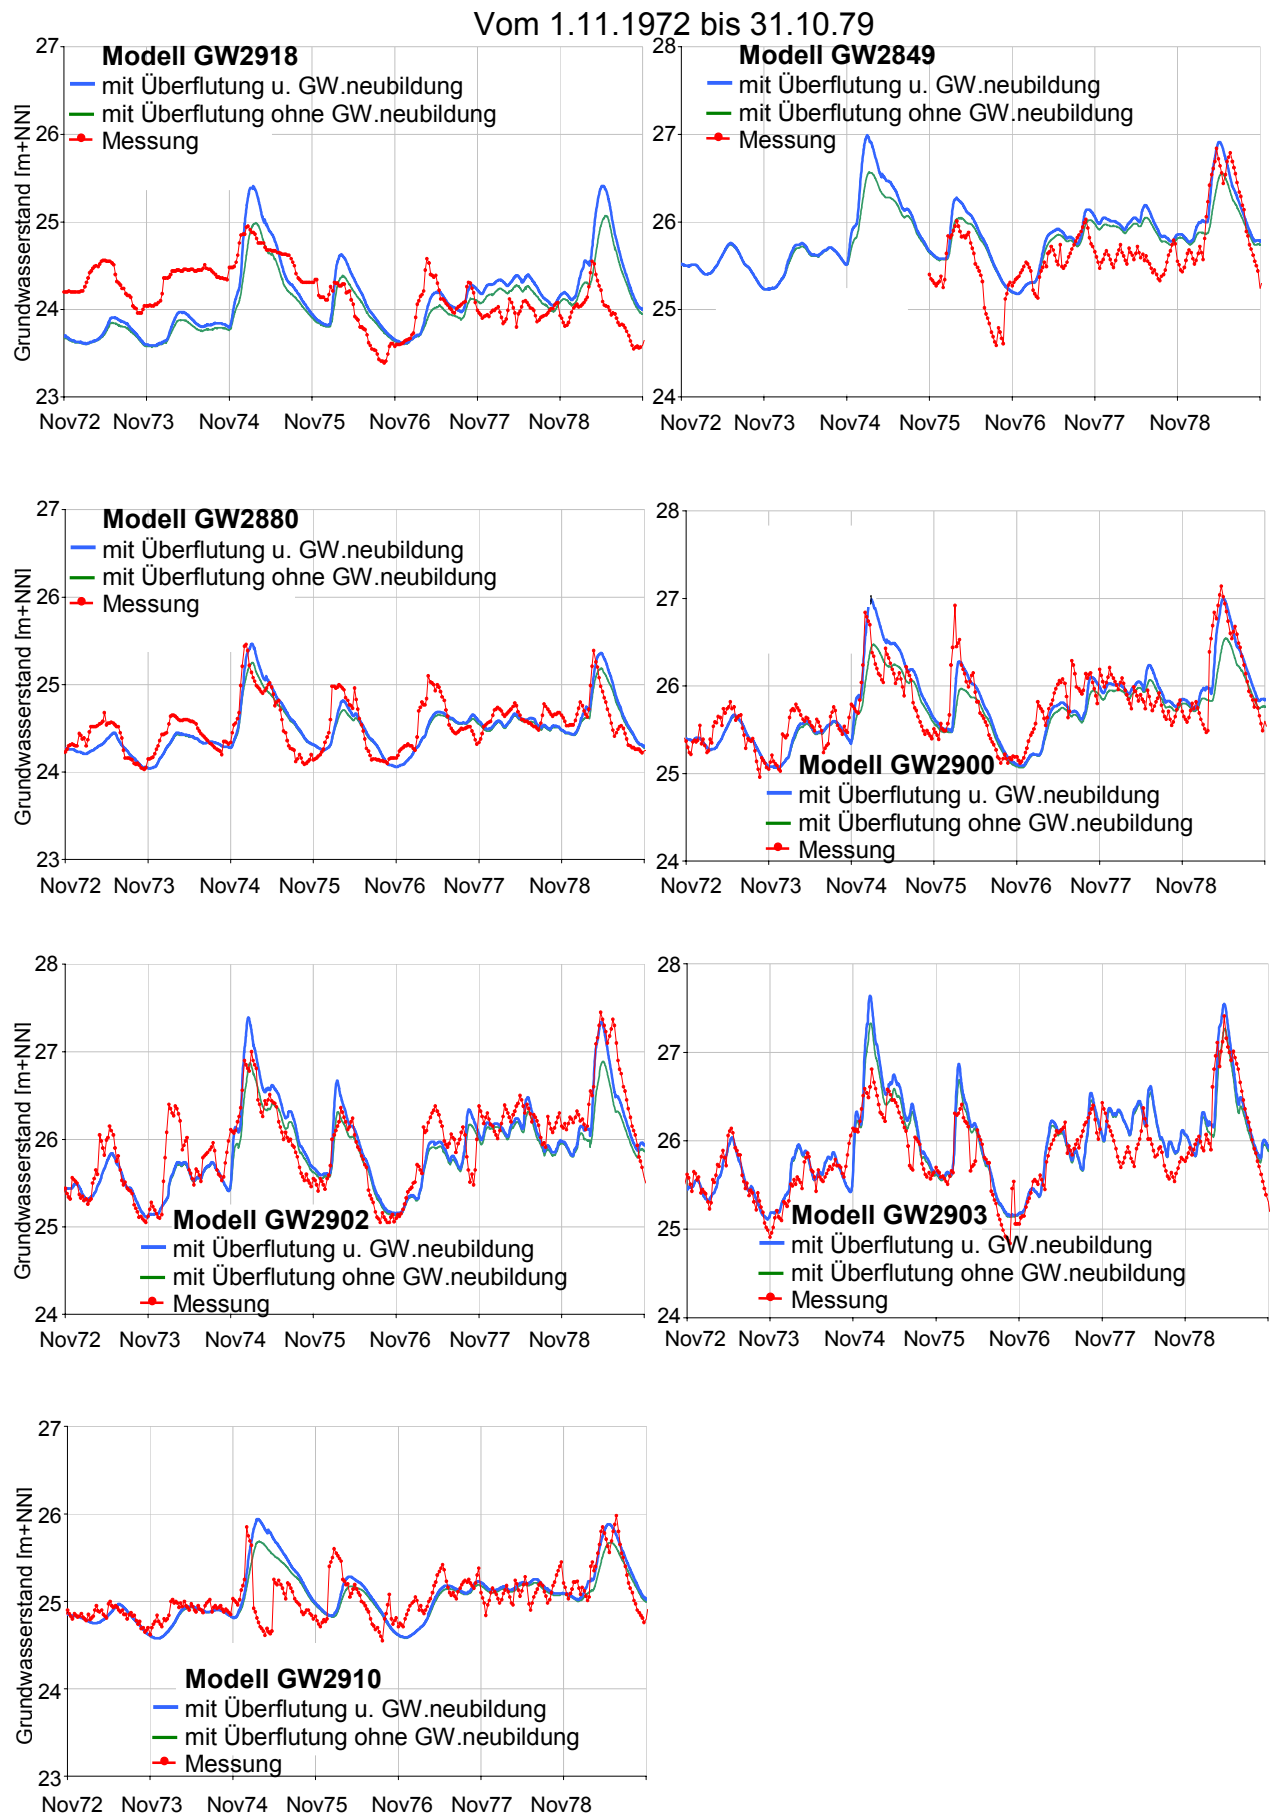 Vom 1.11.1972 bis 31.10.79
Grundwasserstand [m+NN]
27
26
25
24
23
Modell GW2918
mit Überflutung u. GW.neubildung
mit Überflutung ohne GW.neubildung
Messung
Nov72 Nov73 Nov74 Nov75 Nov76 Nov77 Nov78
28
27
26
25
24
Modell GW2849
mit Überflutung u. GW.neubildung
mit Überflutung ohne GW.neubildung
Messung
Nov72 Nov73 Nov74 Nov75 Nov76 Nov77 Nov78
Grundwasserstand [m+NN]
27
26
25
24
23
Modell GW2880
mit Überflutung u. GW.neubildung
mit Überflutung ohne GW.neubildung
Messung
Nov72 Nov73 Nov74 Nov75 Nov76 Nov77 Nov78
28
27
26
25
24
Modell GW2900
mit Überflutung u. GW.neubildung
mit Überflutung ohne GW.neubildung
Messung
Nov72 Nov73 Nov74 Nov75 Nov76 Nov77 Nov78
Grundwasserstand [m+NN]
28
27
26
25
24
Modell GW2902
mit Überflutung u. GW.neubildung
mit Überflutung ohne GW.neubildung
Messung
Nov72 Nov73 Nov74 Nov75 Nov76 Nov77 Nov78
28
27
26
25
24
Modell GW2903
mit Überflutung u. GW.neubildung
mit Überflutung ohne GW.neubildung
Messung
Nov72 Nov73 Nov74 Nov75 Nov76 Nov77 Nov78
Grundwasserstand [m+NN]
27
26
25
24
23
Modell GW2910
mit Überflutung u. GW.neubildung
mit Überflutung ohne GW.neubildung
Messung
Nov72 Nov73 Nov74 Nov75 Nov76 Nov77 Nov78